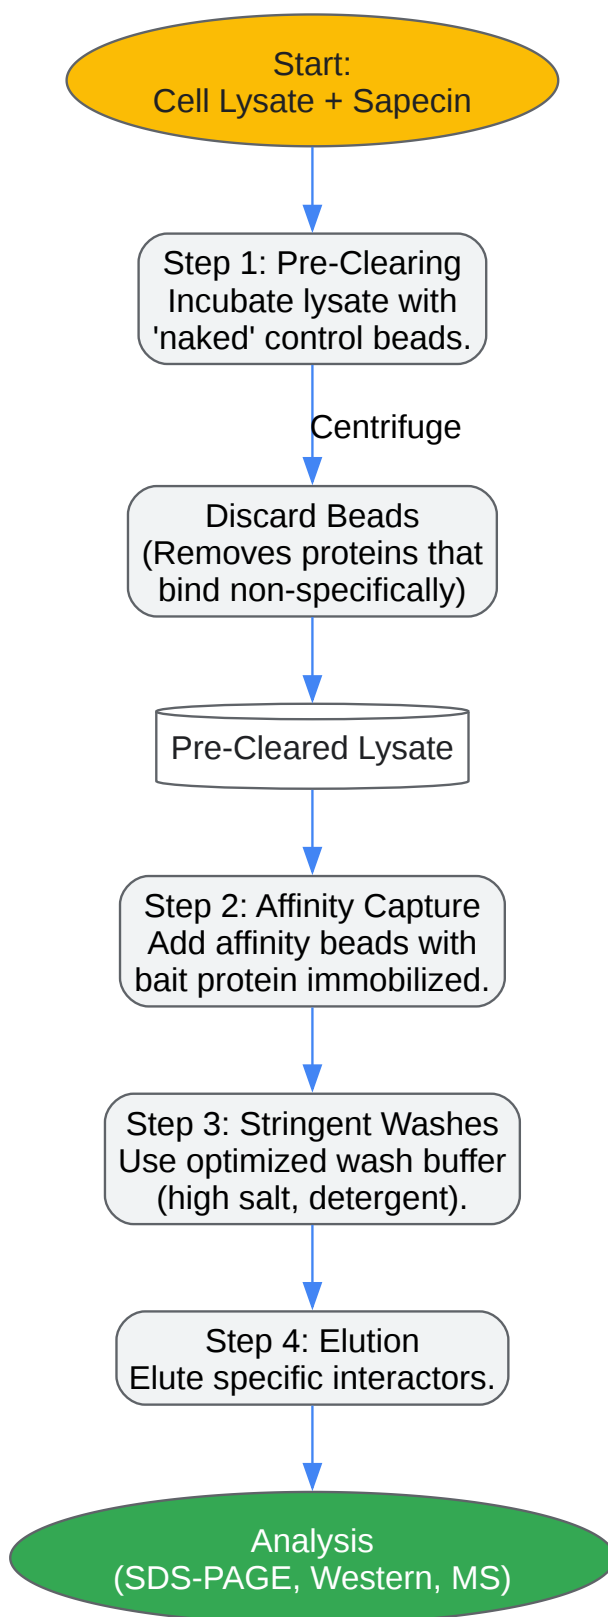 Start:
Cell Lysate + Sapecin
Step 1: Pre-Clearing
Incubate lysate with
'naked' control beads.
Centrifuge
Discard Beads
(Removes proteins that
bind non-specifically)
Pre-Cleared Lysate
Step 2: Affinity Capture
Add affinity beads with
bait protein immobilized.
Step 3: Stringent Washes
Use optimized wash buffer
(high salt, detergent).
Step 4: Elution
Elute specific interactors.
Analysis
(SDS-PAGE, Western, MS)